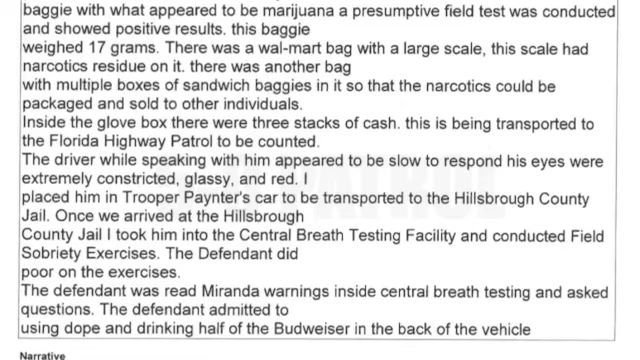 baggie with what appeared to be marijuana a presumptive field test was conducted
and showed positive results. this baggie
weighed 17 grams. There was a wal-mart bag with a large scale, this scale had
narcotics residue on it. there was another bag
with multiple boxes of sandwich baggies in it so that the narcotics could be
packaged and sold to other individuals.
Inside the glove box there were three stacks of cash. this is being transported to
the Florida Highway Patrol to be counted.
The driver while speaking with him appeared to be slow to respond his eyes were
extremely constricted, glassy, and red. I
placed him in Trooper Paynter's car to be transported to the Hillsbrough County
Jail. Once we arrived at the Hillsbrough
County Jail I took him into the Central Breath Testing Facility and conducted Field
Sobriety Exercises. The Defendant did
poor on the exercises.
The defendant was read Miranda warnings inside central breath testing and asked
questions. The defendant admitted to
using dope and drinking half of the Budweiser in the back of the vehicle
Narrative